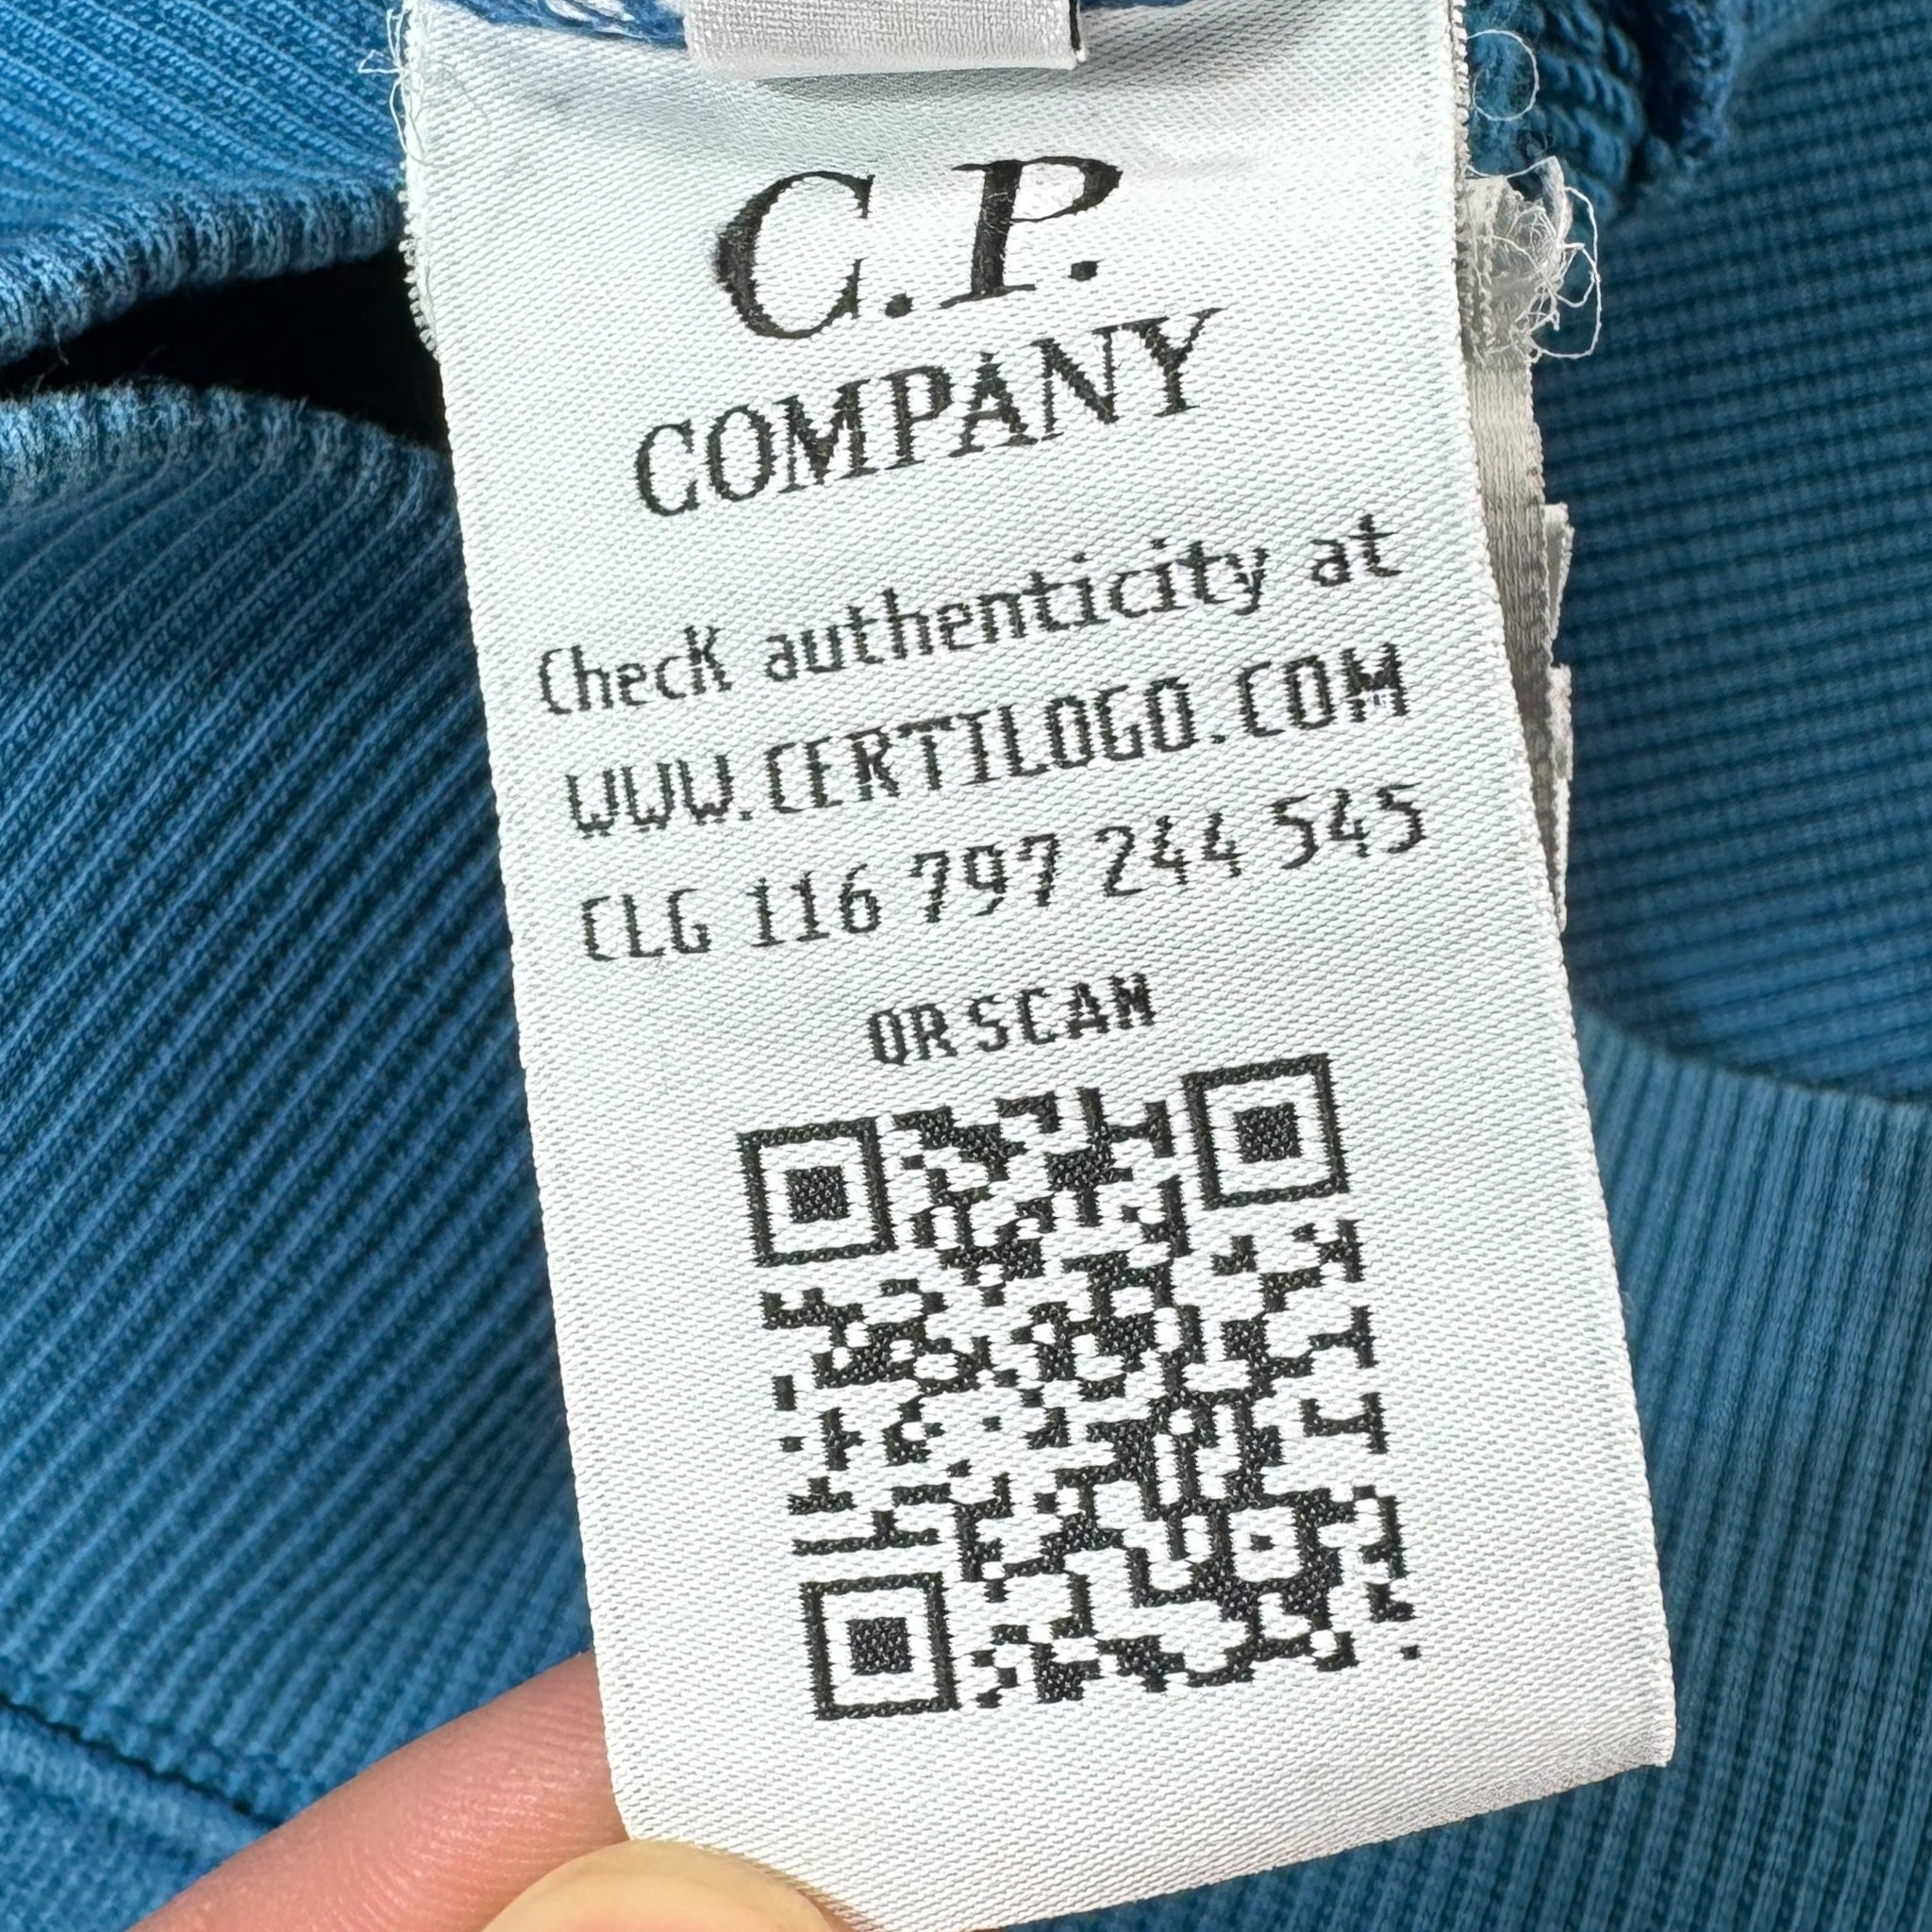 C.P.
COMPANY
Check authenticity at
WWW.CERTILOGO.COM
CLG 116 797 244 545
OR SCAN